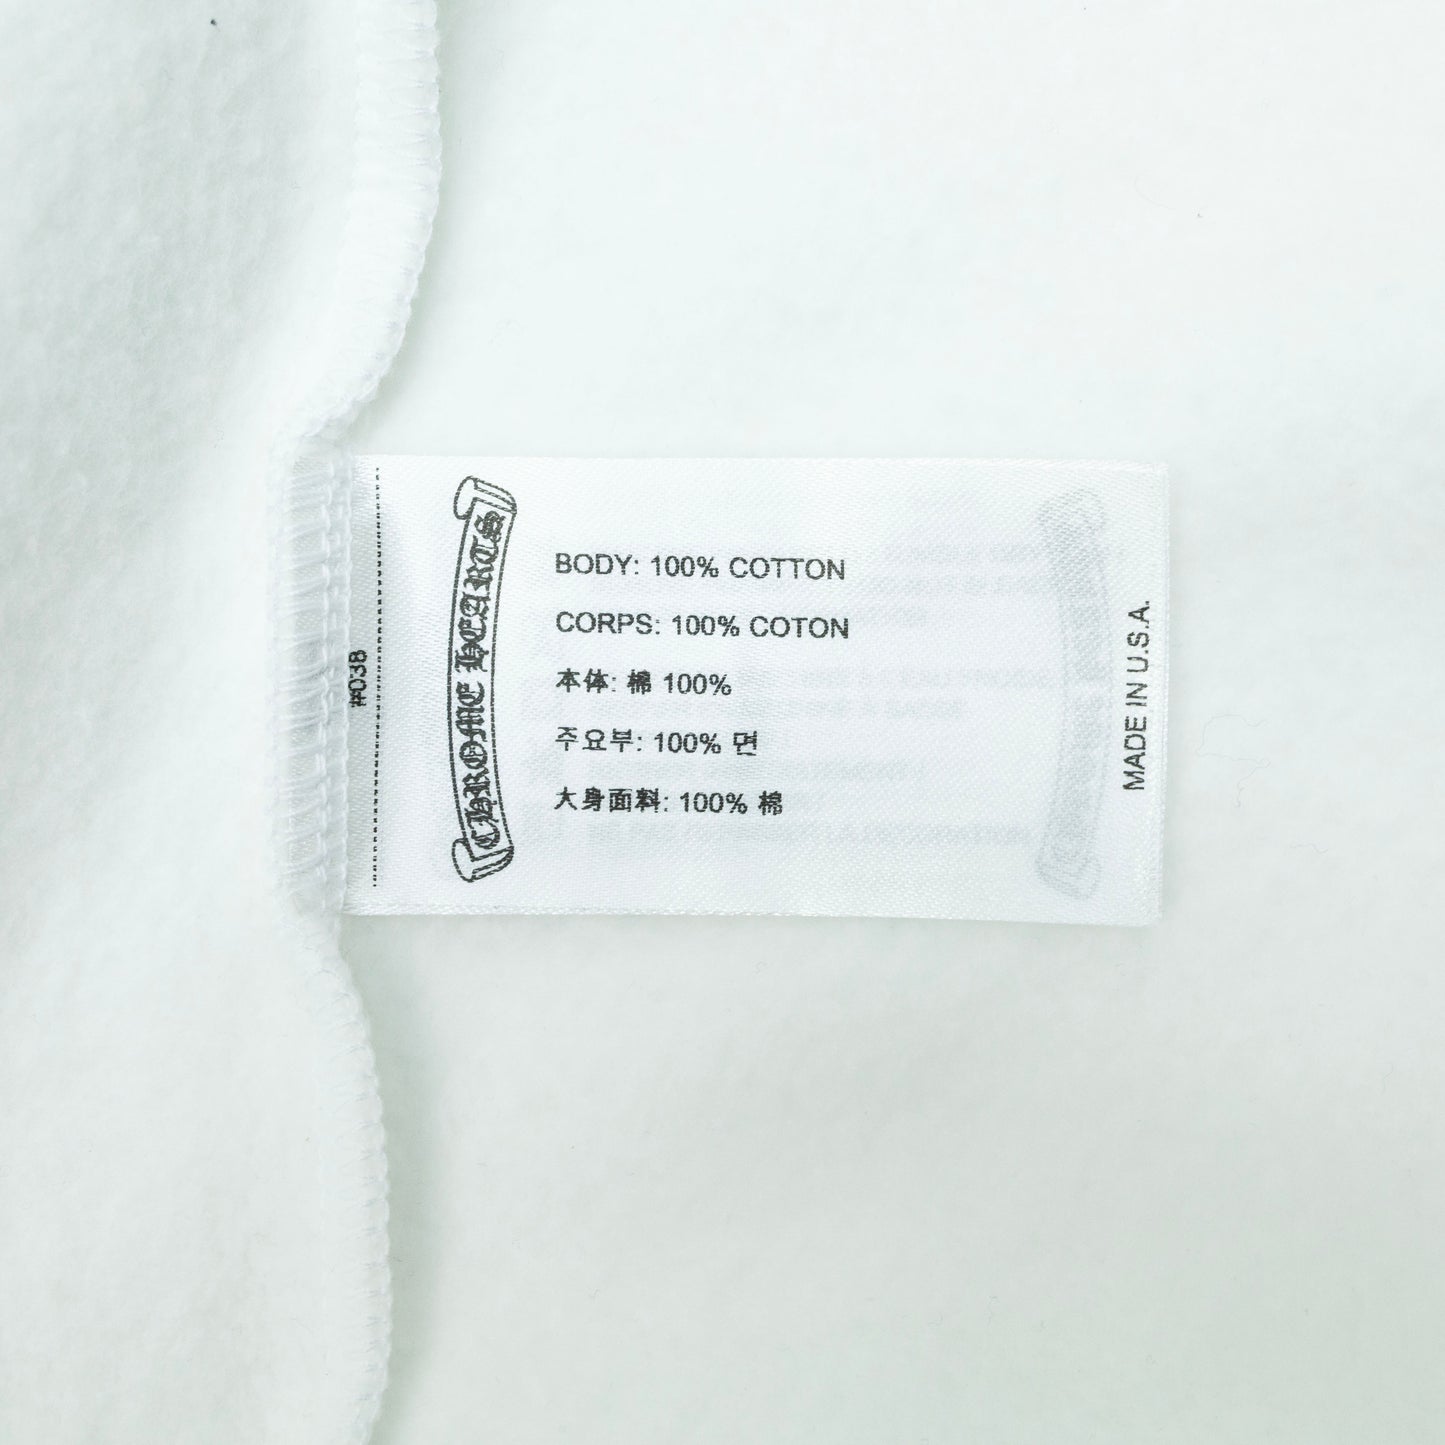 #038
CHROME HEARTS
BODY: 100% COTTON
CORPS: 100% COTON
本体: 棉 100%
주요부: 100% 면
大身面料: 100% 棉
MADE IN U.S.A.